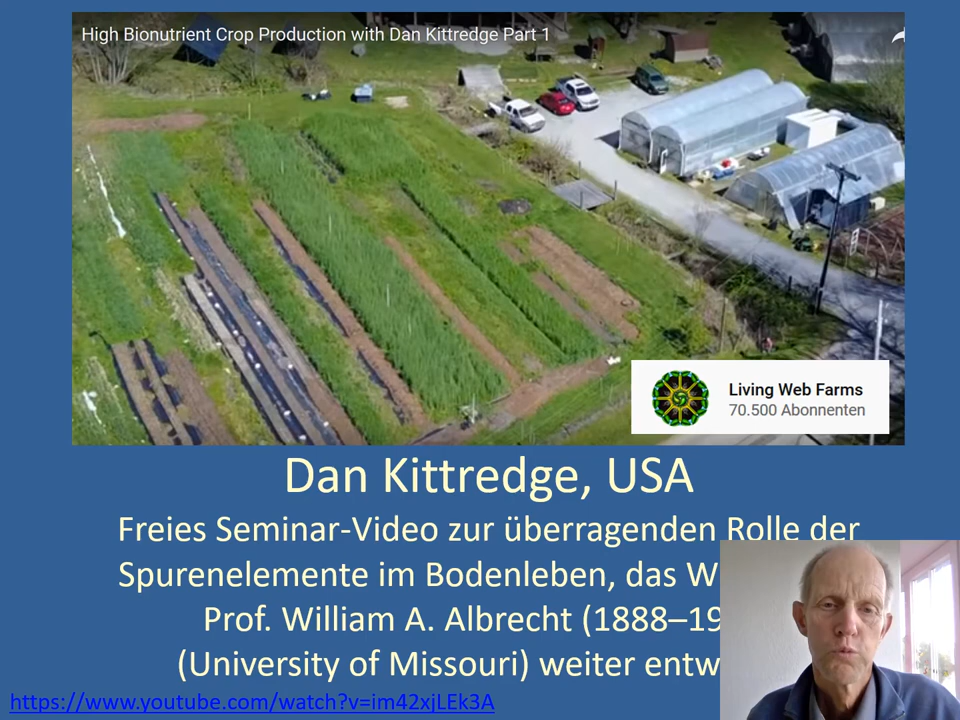 High Bionutrient Crop Production with Dan Kittredge Part 1
Living Web Farms
70.500 Abonnenten
Dan Kittredge, USA
Freies Seminar-Video zur überragenden Rolle der
Spurenelemente im Bodenleben, das
Prof. William A. Albrecht (1888–19
(University of Missouri) weiter
https://www.youtube.com/watch?v=im42xjLEk3A